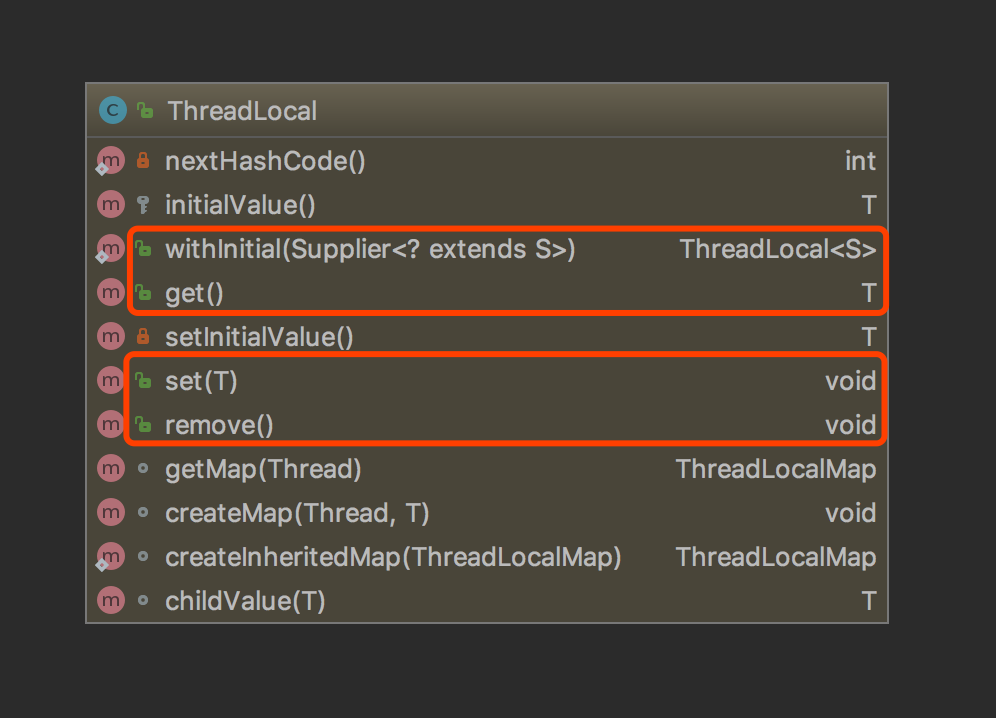 C ThreadLocal
m nextHashCode() int
m initialValue() T
m withInitial(Supplier<? extends S>) ThreadLocal<S>
m get() T
m setInitialValue() T
m set(T) void
m remove() void
m getMap(Thread) ThreadLocalMap
m createMap(Thread, T) void
m createInheritedMap(ThreadLocalMap) ThreadLocalMap
m childValue(T) T